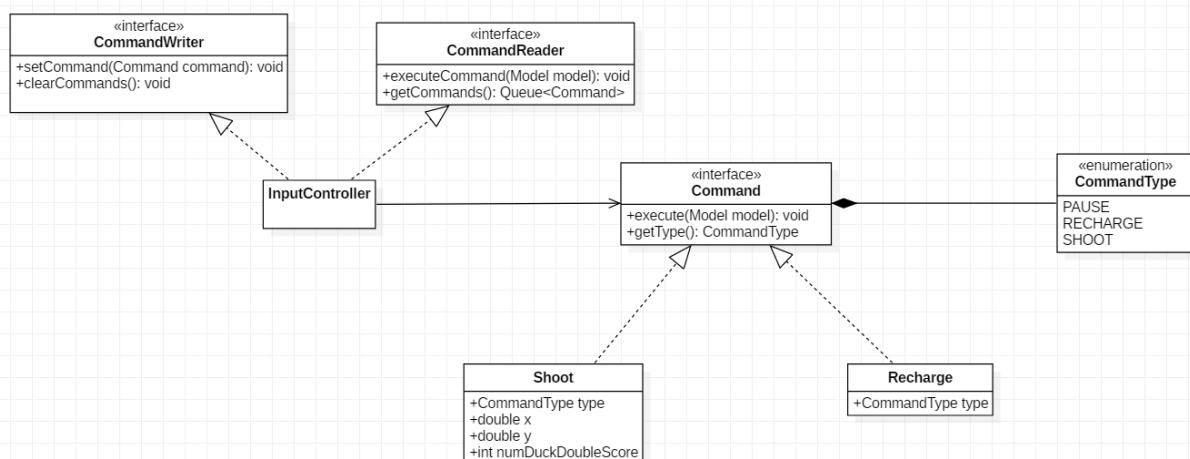 «interface»
CommandWriter
+setCommand(Command command): void
+clearCommands(): void
«interface»
CommandReader
+executeCommand(Model model): void
+getCommands(): Queue<Command>
InputController
«interface»
Command
+execute(Model model): void
+getType(): CommandType
«enumeration»
CommandType
PAUSE
RECHARGE
SHOOT
Shoot
+CommandType type
+double x
+double y
+int numDuckDoubleScore
Recharge
+CommandType type